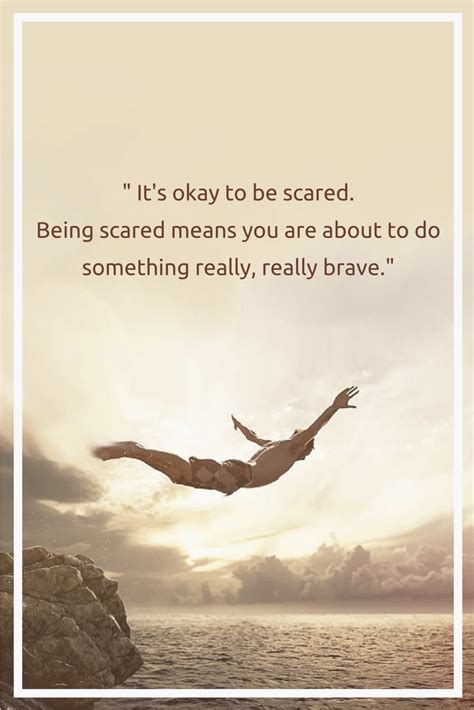 " It's okay to be scared.
Being scared means you are about to do
something really, really brave."